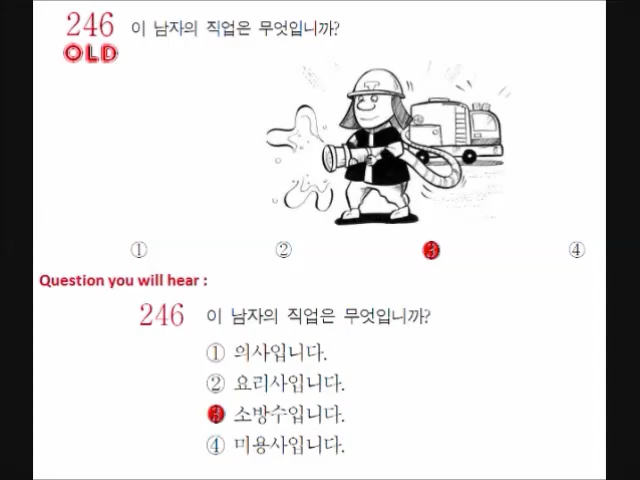 246 이 남자의 직업은 무엇입니까?
OLD
① ② ③ ④
Question you will hear :
246 이 남자의 직업은 무엇입니까?
① 의사입니다.
② 요리사입니다.
③ 소방수입니다.
④ 미용사입니다.